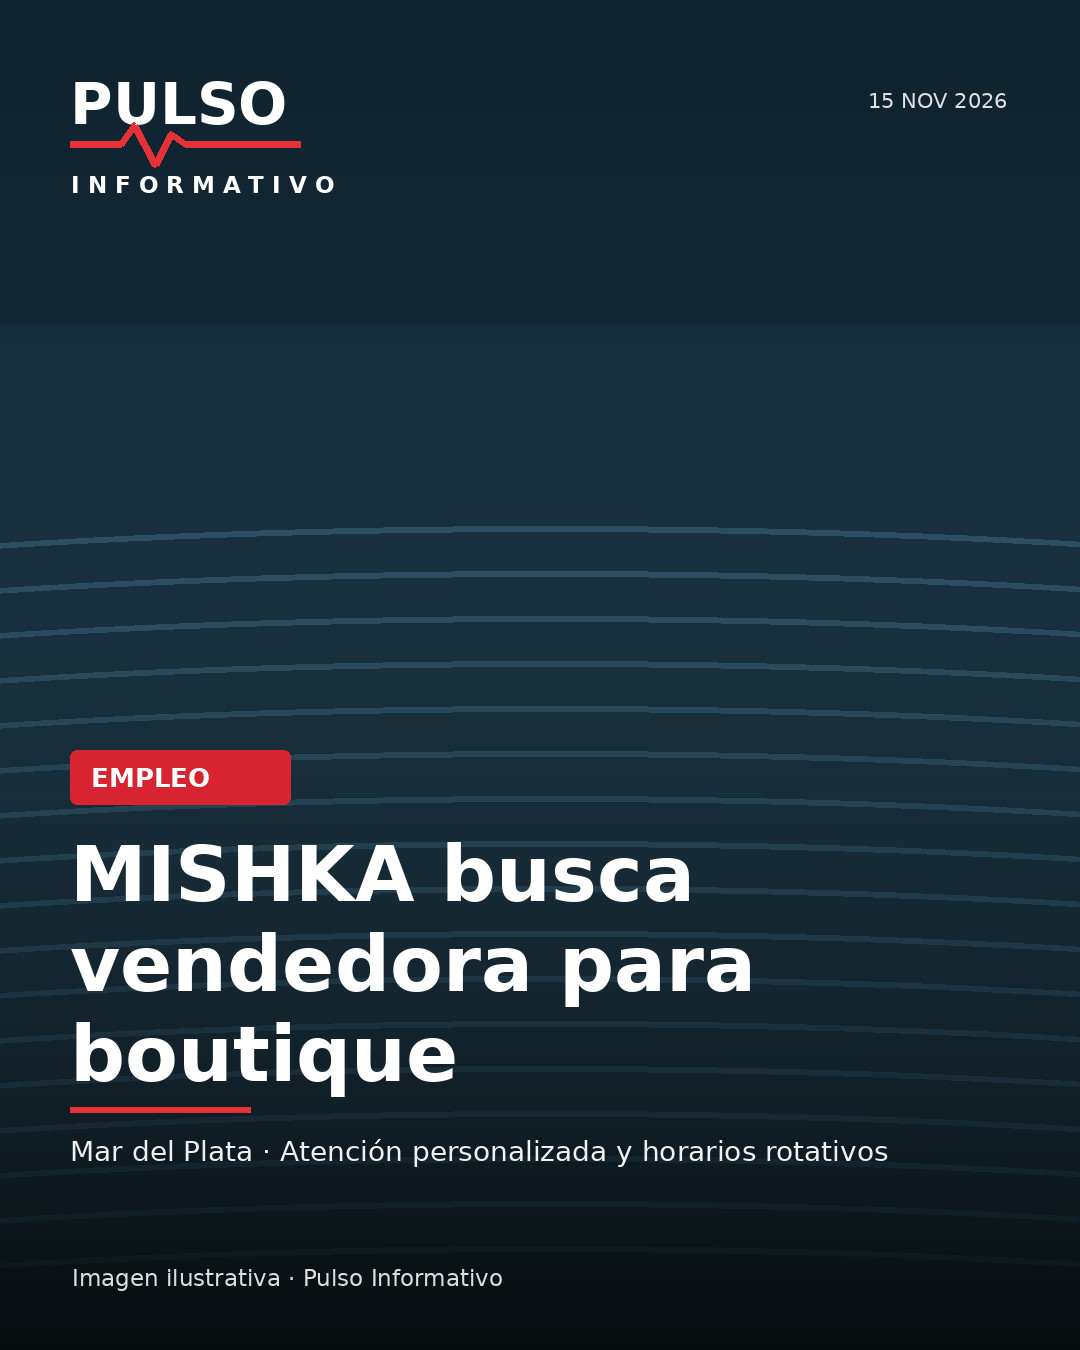 PULSO
INFORMATIVO
15 NOV 2026
EMPLEO
MISHKA busca
vendedora para
boutique
Mar del Plata · Atención personalizada y horarios rotativos
Imagen ilustrativa · Pulso Informativo